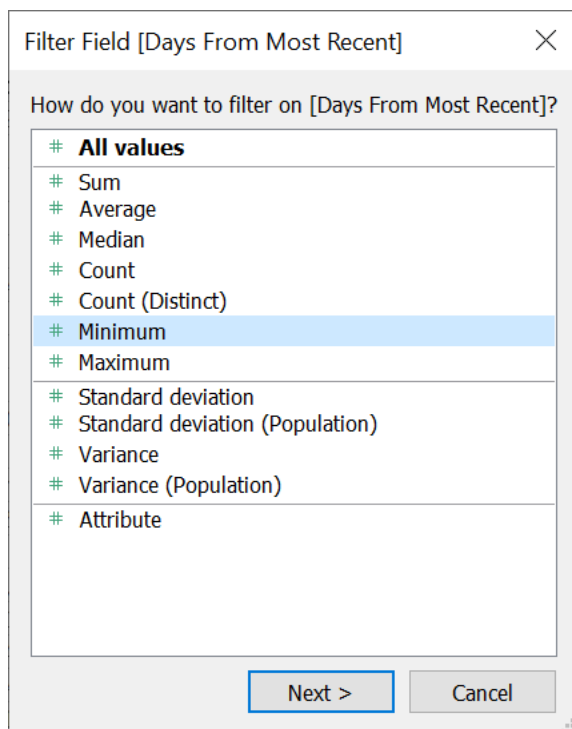 Filter Field [Days From Most Recent]
How do you want to filter on [Days From Most Recent]?
# All values
# Sum
# Average
# Median
# Count
# Count (Distinct)
# Minimum
# Maximum
# Standard deviation
# Standard deviation (Population)
# Variance
# Variance (Population)
# Attribute
Next > Cancel